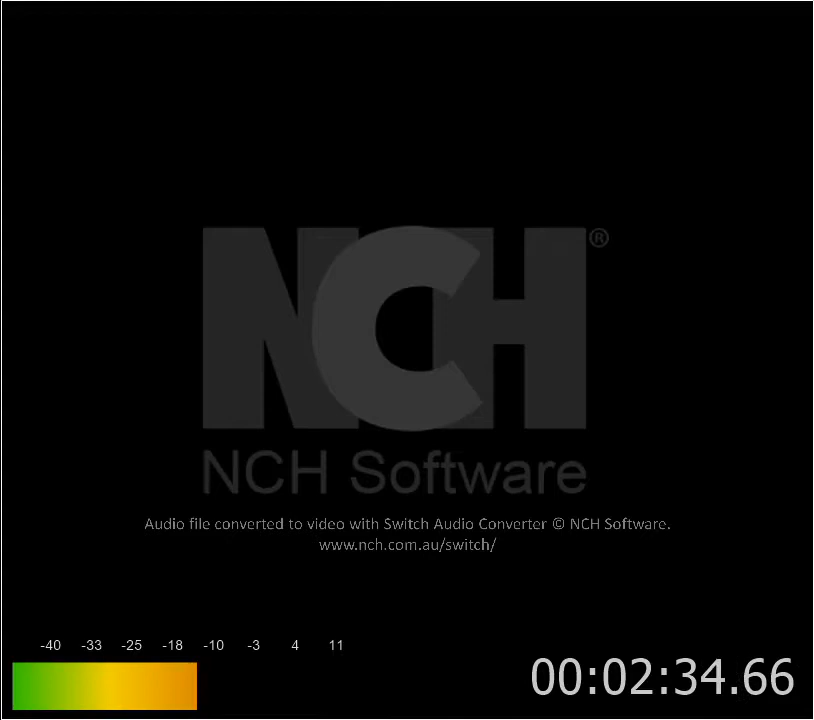 NCH®
NCH Software
Audio file converted to video with Switch Audio Converter © NCH Software.
www.nch.com.au/switch/
-40 -33 -25 -18 -10 -3 4 11
00:02:34.66